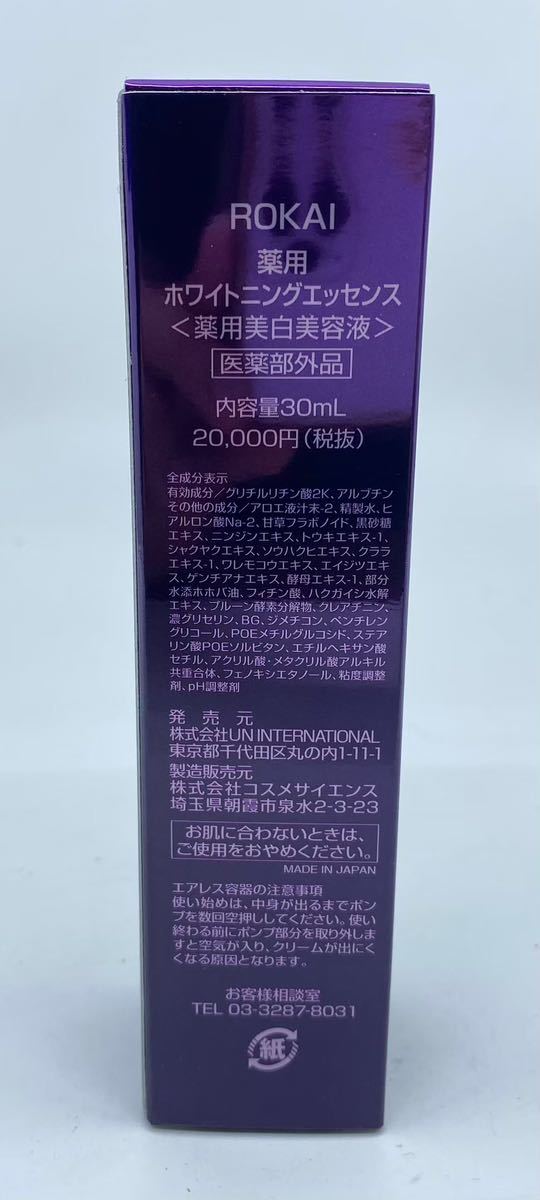 ROKAI
薬用
ホワイトニングエッセンス
＜薬用美白美容液＞
医薬部外品
内容量30mL
20,000円（税抜）
全成分表示
有効成分／グリチルリチン酸2K、アルブチン
その他の成分／アロエ液汁末-2、精製水、ヒ
アルロン酸Na-2、甘草フラボノイド、黒砂糖
エキス、ニンジンエキス、トウキエキス-1、
シャクヤクエキス、ソウハクヒエキス、クララ
エキス-1、ワレモコウエキス、エイジツエキ
ス、ゲンチアナエキス、酵母エキス-1、部分
水添ホホバ油、フィチン酸、ハクガイシ水解
エキス、プルーン酵素分解物、クレアチニン、
濃グリセリン、BG、ジメチコン、ペンチレン
グリコール、POEメチルグルコシド、ステア
リン酸POEソルビタン、エチルヘキサン酸
セチル、アクリル酸・メタクリル酸アルキル
共重合体、フェノキシエタノール、粘度調整
剤、pH調整剤
発売元
株式会社UN INTERNATIONAL
東京都千代田区丸の内1-11-1
製造販売元
株式会社コスメサイエンス
埼玉県朝霞市泉水2-3-23
お肌に合わないときは、
ご使用をおやめください。
MADE IN JAPAN
エアレス容器の注意事項
使い始めは、中身が出るまでポン
プを数回空押ししてください。使い
終わる前にポンプ部分を取り外しま
すと空気が入り、クリームが出にく
くなる原因となります。
お客様相談室
TEL 03-3287-8031
紙